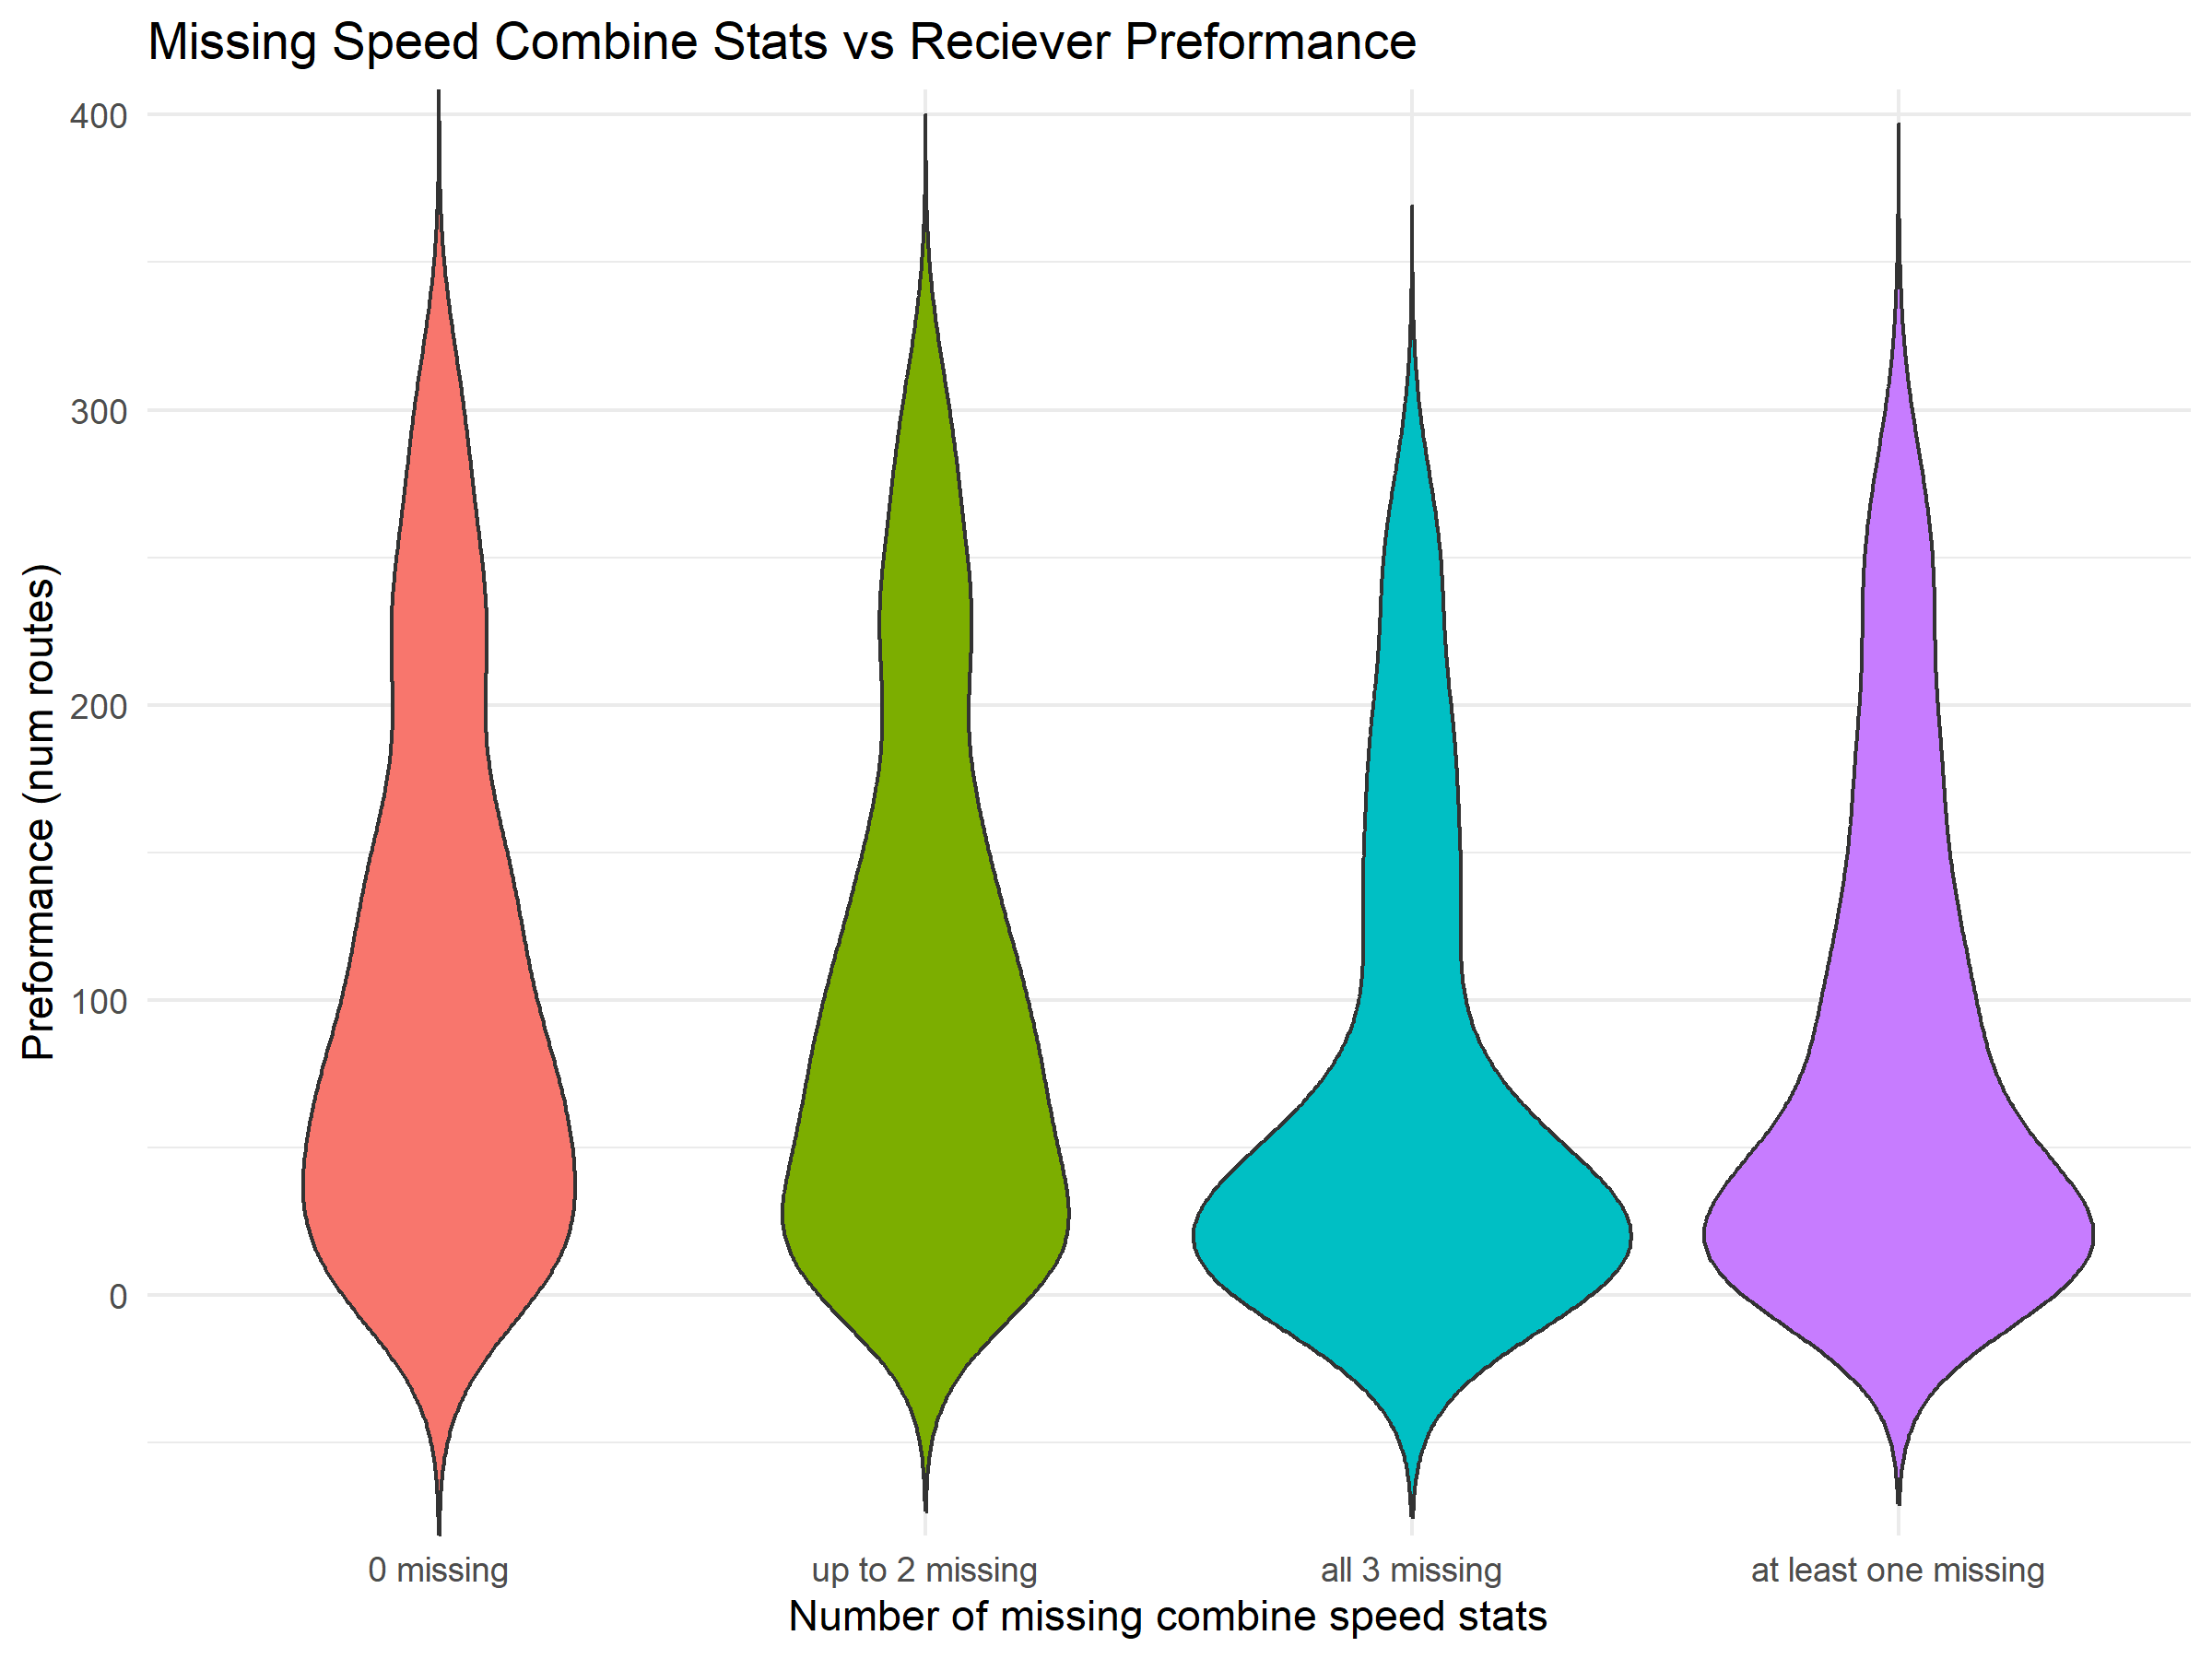 Missing Speed Combine Stats vs Reciever Preformance
Preformance (num routes)
400
300
200
100
0
0 missing
up to 2 missing
all 3 missing
at least one missing
Number of missing combine speed stats